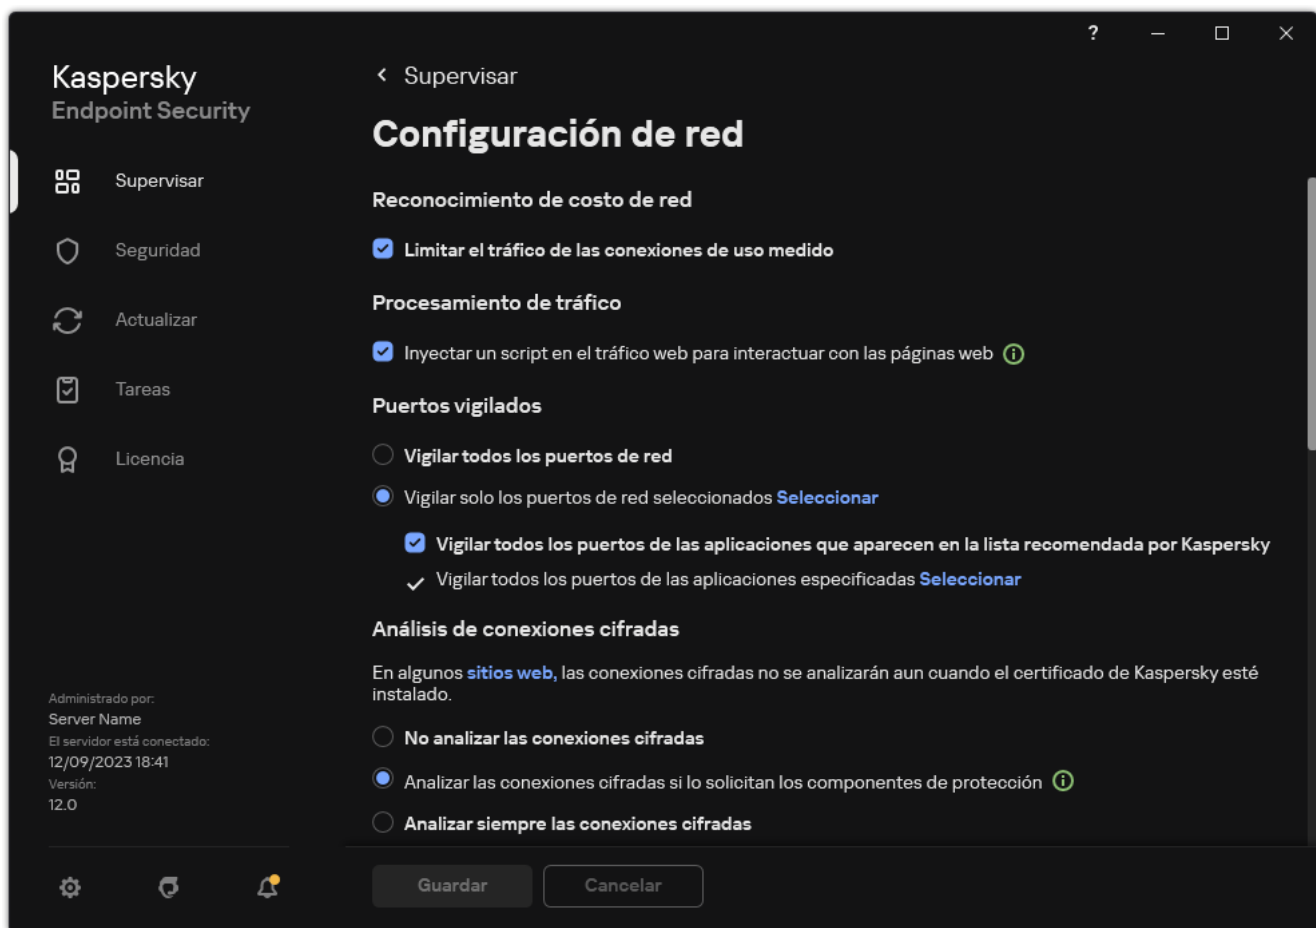 ?
Kaspersky
Endpoint Security
Supervisar
Seguridad
Actualizar
Tareas
Licencia
Administrado por:
Server Name
El servidor está conectado:
12/09/2023 18:41
Versión:
12.0
Supervisar
Configuración de red
Reconocimiento de costo de red
Limitar el tráfico de las conexiones de uso medido
Procesamiento de tráfico
Inyectar un script en el tráfico web para interactuar con las páginas web
Puertos vigilados
Vigilar todos los puertos de red
Vigilar solo los puertos de red seleccionados Seleccionar
Vigilar todos los puertos de las aplicaciones que aparecen en la lista recomendada por Kaspersky
Vigilar todos los puertos de las aplicaciones especificadas Seleccionar
Análisis de conexiones cifradas
En algunos sitios web, las conexiones cifradas no se analizarán aun cuando el certificado de Kaspersky esté
instalado.
No analizar las conexiones cifradas
Analizar las conexiones cifradas si lo solicitan los componentes de protección
Analizar siempre las conexiones cifradas
Guardar
Cancelar